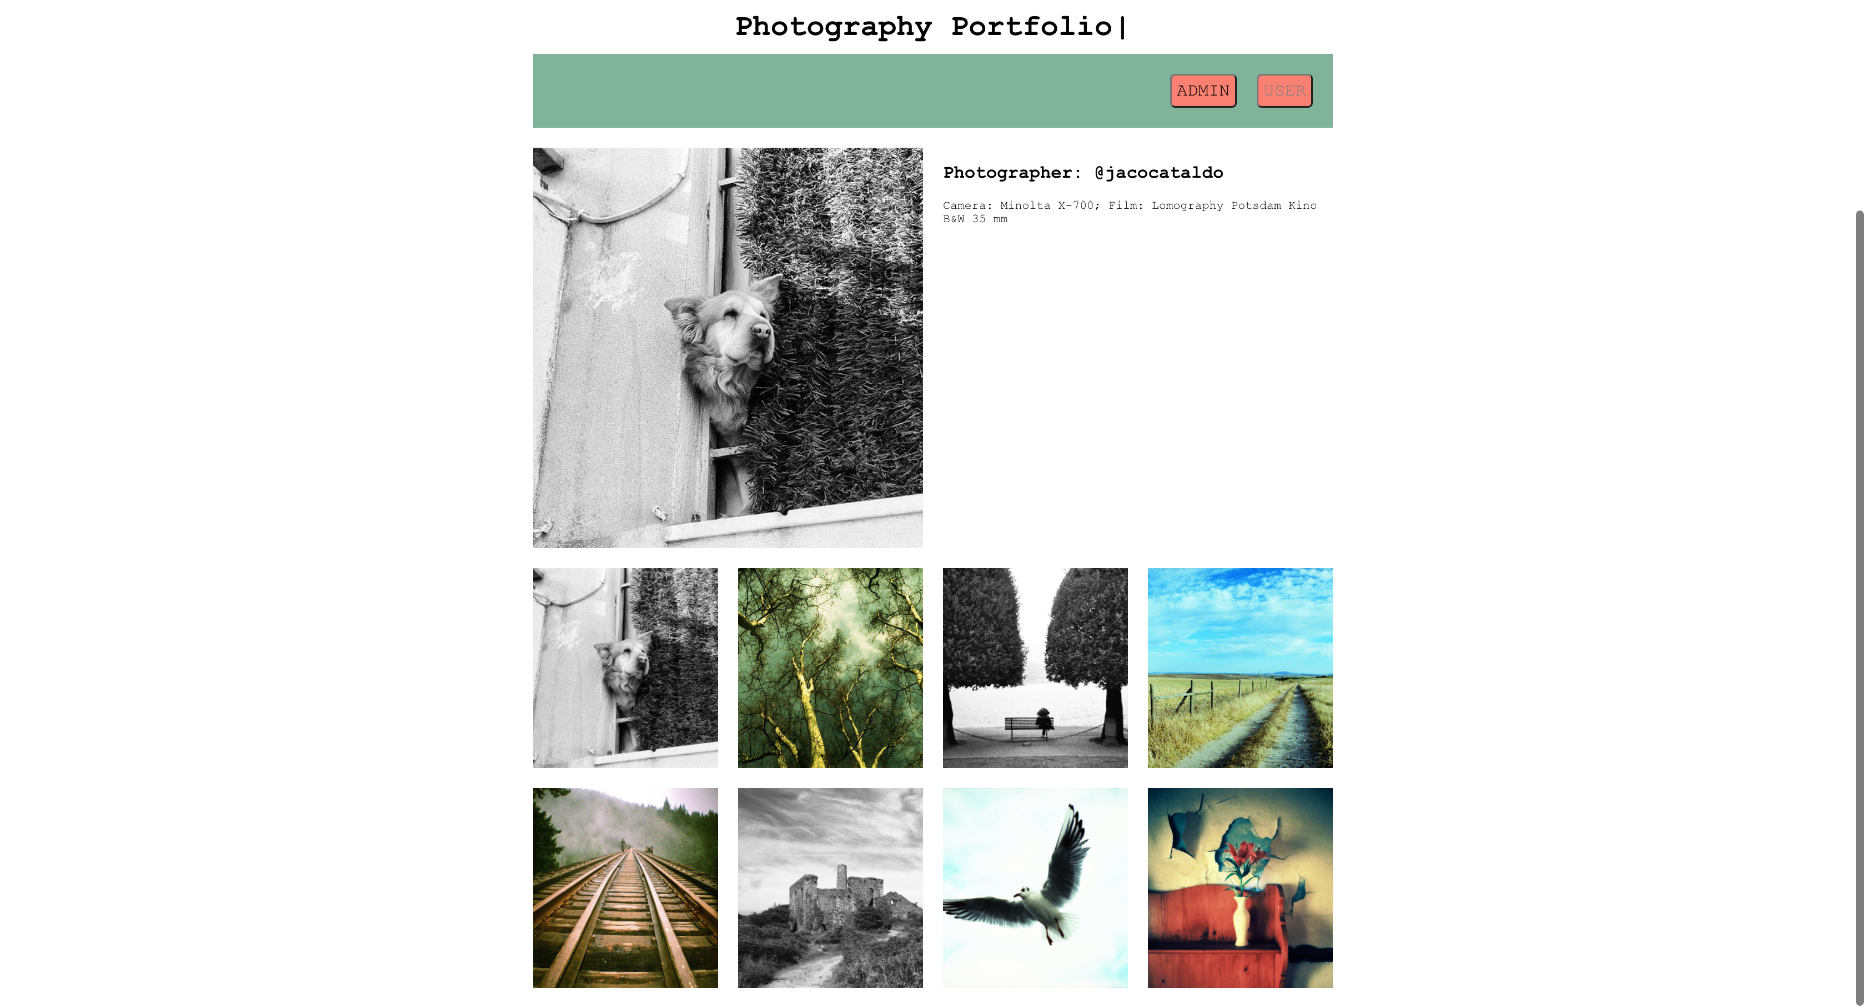 Photography Portfolio|
ADMIN
USER
Photographer: @jacocataldo
Camera: Minolta X-700; Film: Lomography Potsdam Kino
B&W 35 mm